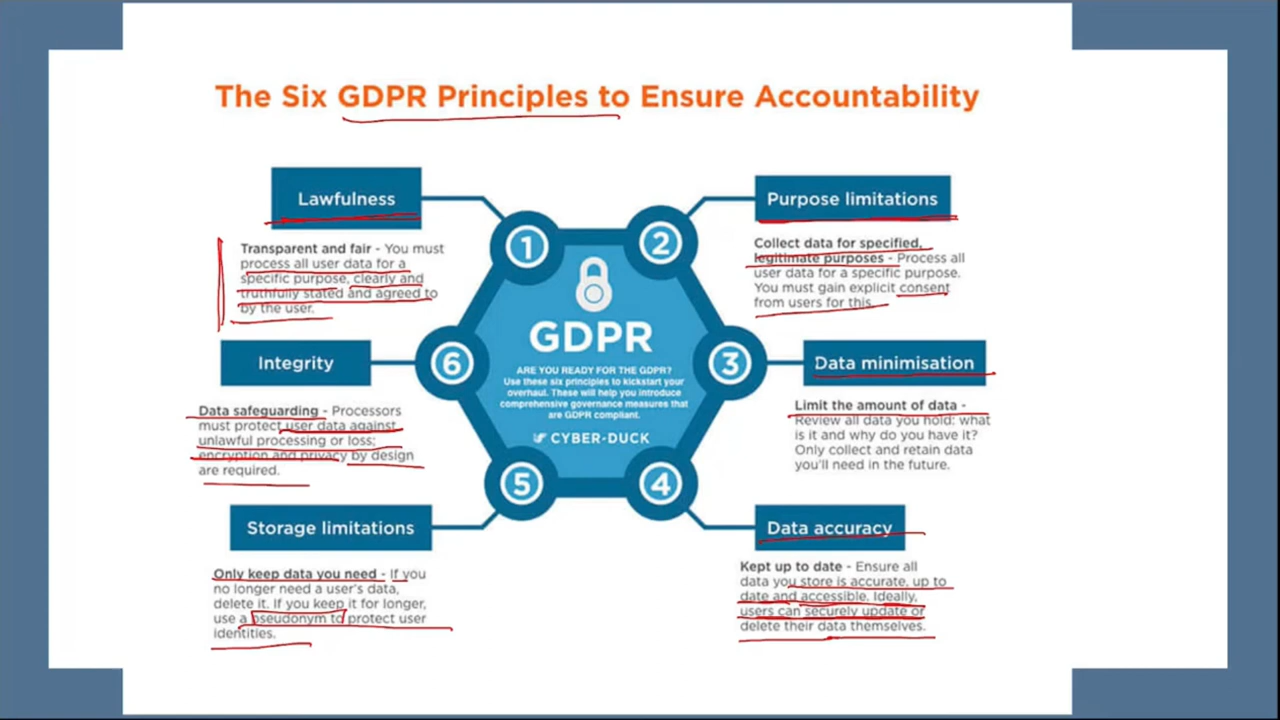 The Six GDPR Principles to Ensure Accountability
Lawfulness
Transparent and fair - You must
process all user data for a
specific purpose, clearly and
truthfully stated and agreed to
by the user.
1
2
Purpose limitations
Collect data for specified,
legitimate purposes - Process all
user data for a specific purpose.
You must gain explicit consent
from users for this.
GDPR
ARE YOU READY FOR THE GDPR?
Use these six principles to kickstart your
overhaul. These will help you introduce
comprehensive governance measures that
are GDPR compliant.
CYBER-DUCK
Integrity
6
3
Data minimisation
Data safeguarding - Processors
must protect user data against
unlawful processing or loss;
encryption and privacy by design
are required.
Limit the amount of data -
Review all data you hold: what
is it and why do you have it?
Only collect and retain data
you'll need in the future.
5
4
Storage limitations
Only keep data you need - If you
no longer need a user's data,
delete it. If you keep it for longer,
use a pseudonym to protect user
identities.
Data accuracy
Kept up to date - Ensure all
data you store is accurate, up to
date and accessible. Ideally,
users can securely update or
delete their data themselves.